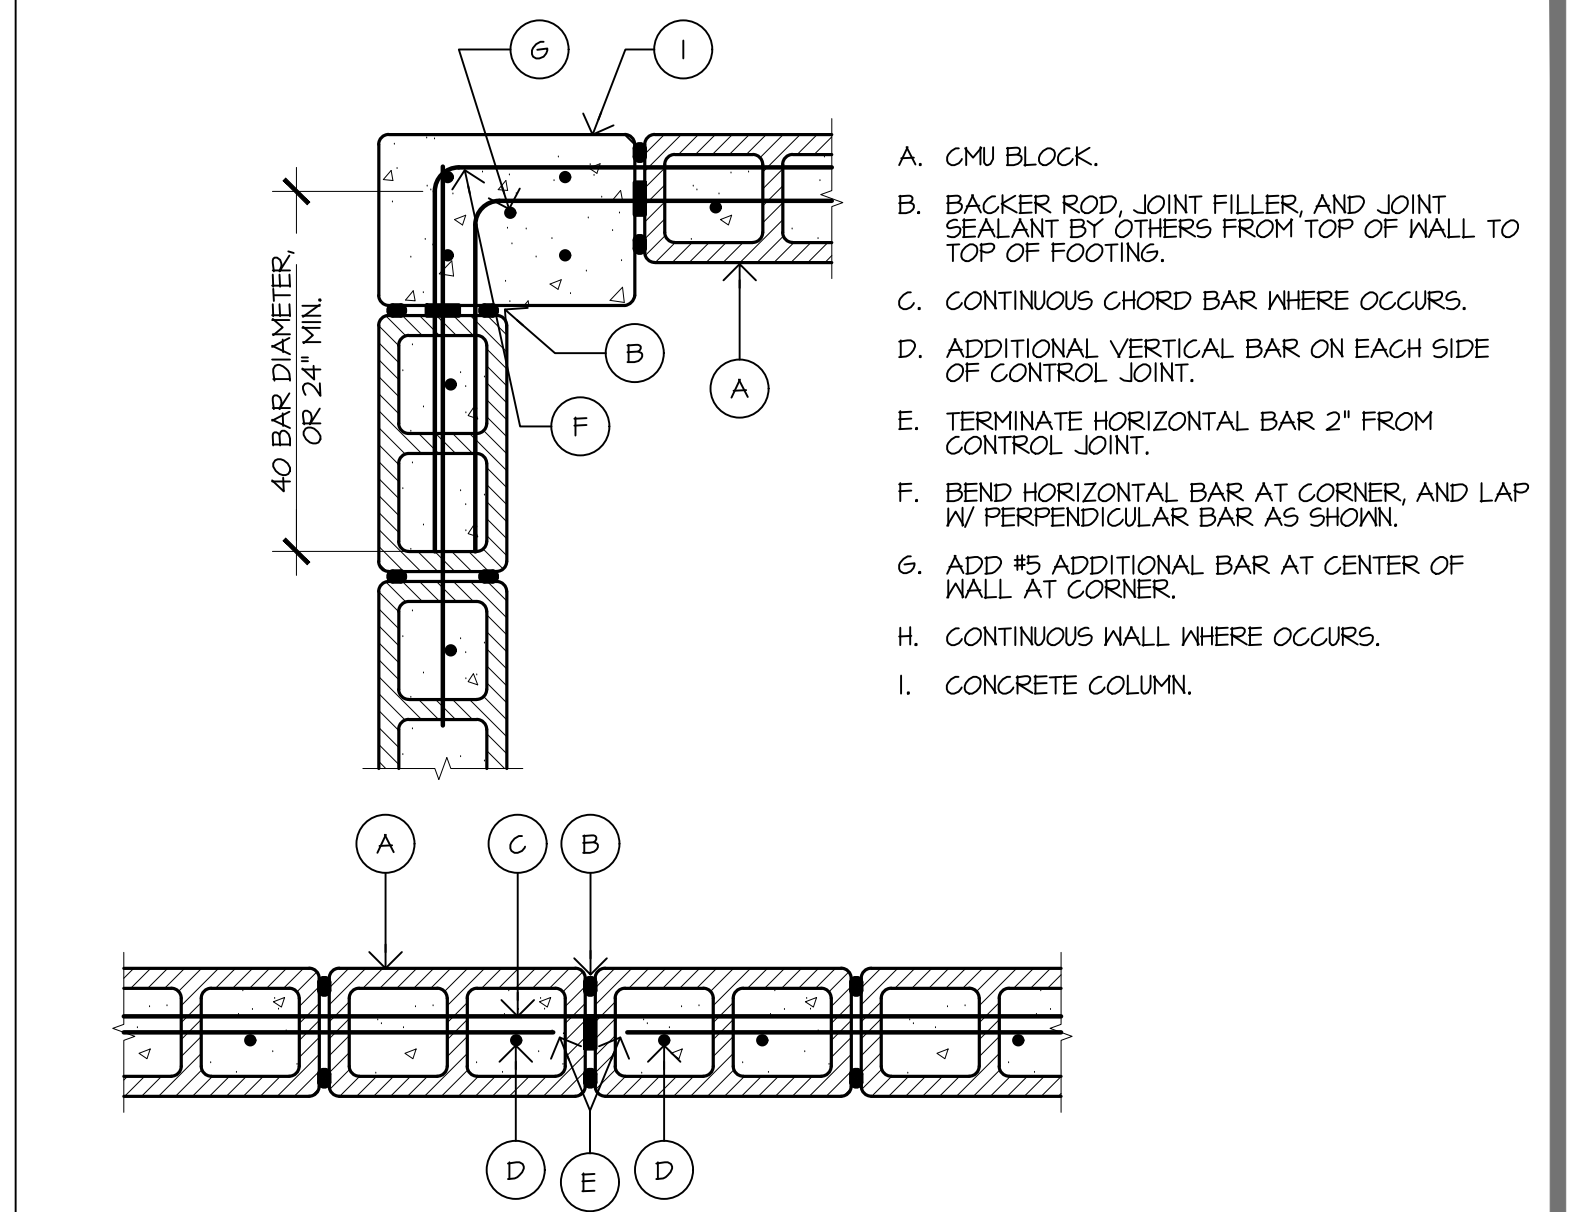 G
I
40 BAR DIAMETER,
OR 24" MIN.
B
A
F
A. CMU BLOCK.
B. BACKER ROD, JOINT FILLER, AND JOINT
SEALANT BY OTHERS FROM TOP OF WALL TO
TOP OF FOOTING.
C. CONTINUOUS CHORD BAR WHERE OCCURS.
D. ADDITIONAL VERTICAL BAR ON EACH SIDE
OF CONTROL JOINT.
E. TERMINATE HORIZONTAL BAR 2" FROM
CONTROL JOINT.
F. BEND HORIZONTAL BAR AT CORNER, AND LAP
W/ PERPENDICULAR BAR AS SHOWN.
G. ADD #5 ADDITIONAL BAR AT CENTER OF
WALL AT CORNER.
H. CONTINUOUS WALL WHERE OCCURS.
I. CONCRETE COLUMN.
A
C
B
D
E
D